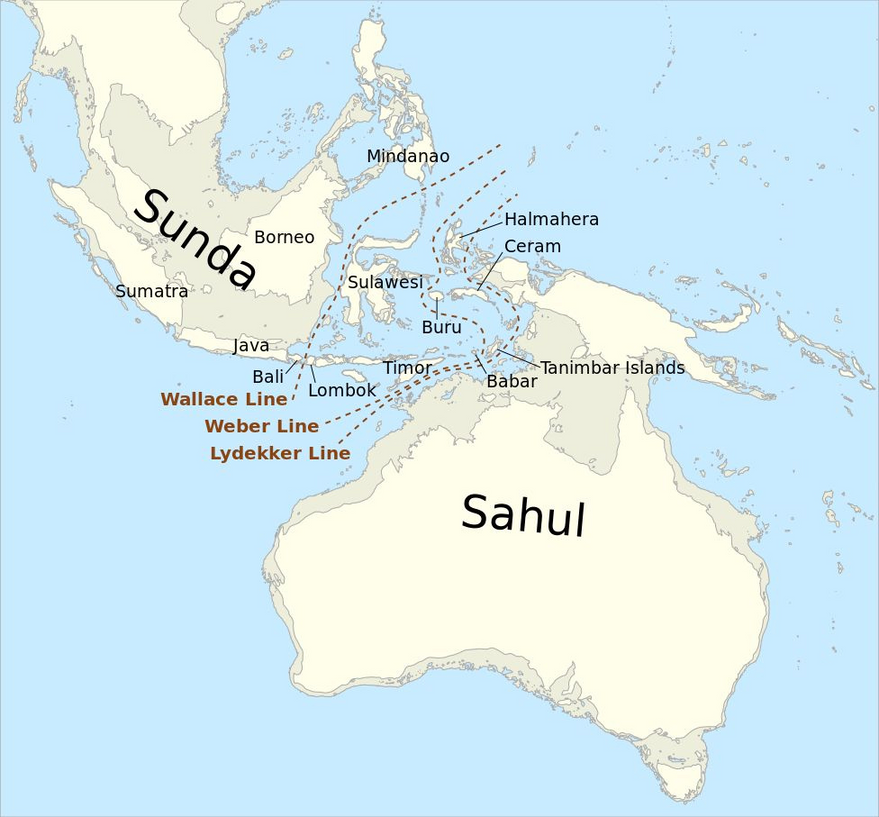 Mindanao
Halmahera
Ceram
Sunda
Borneo
Sulawesi
Sumatra
Buru
Java
Timor
Tanimbar Islands
Bali
Babar
Lombok
Wallace Line
Weber Line
Lydekker Line
Sahul